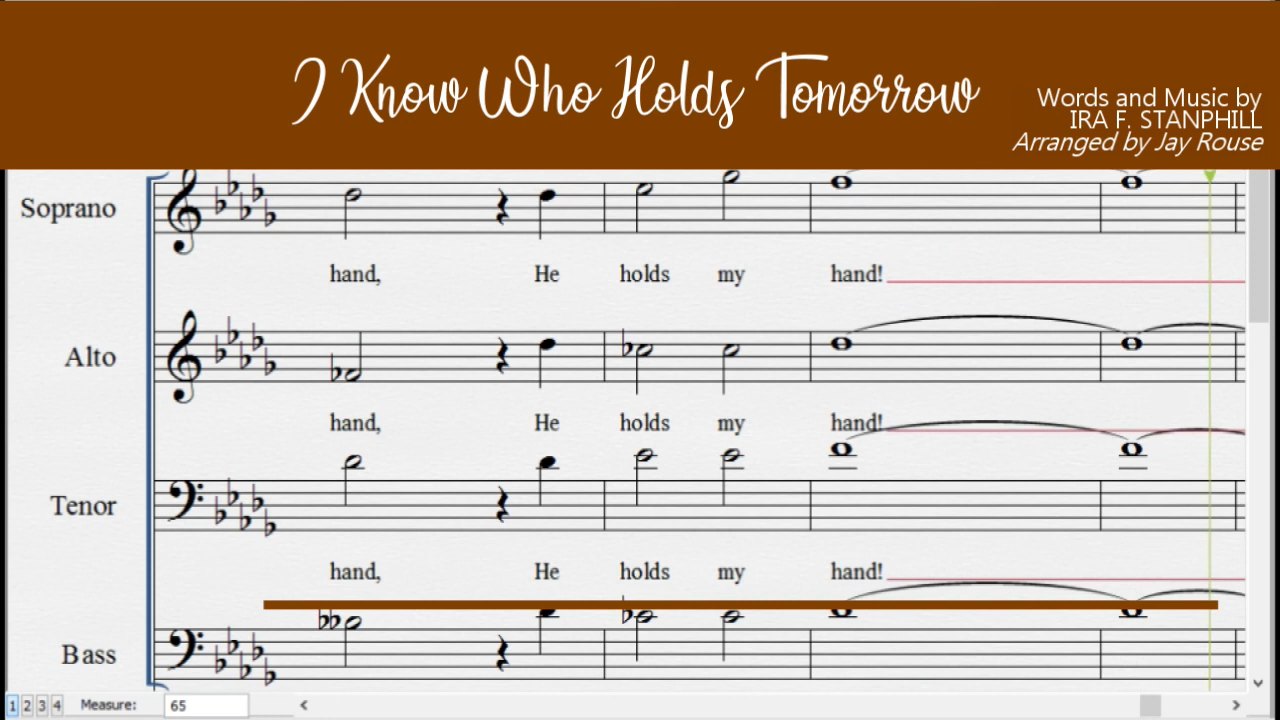 I Know Who Holds Tomorrow
Words and Music by
IRA F. STANPHILL
Arranged by Jay Rouse
Soprano
hand, He holds my hand!
Alto
hand, He holds my hand!
Tenor
hand, He holds my hand!
Bass
1 2 3 4 Measure: 65